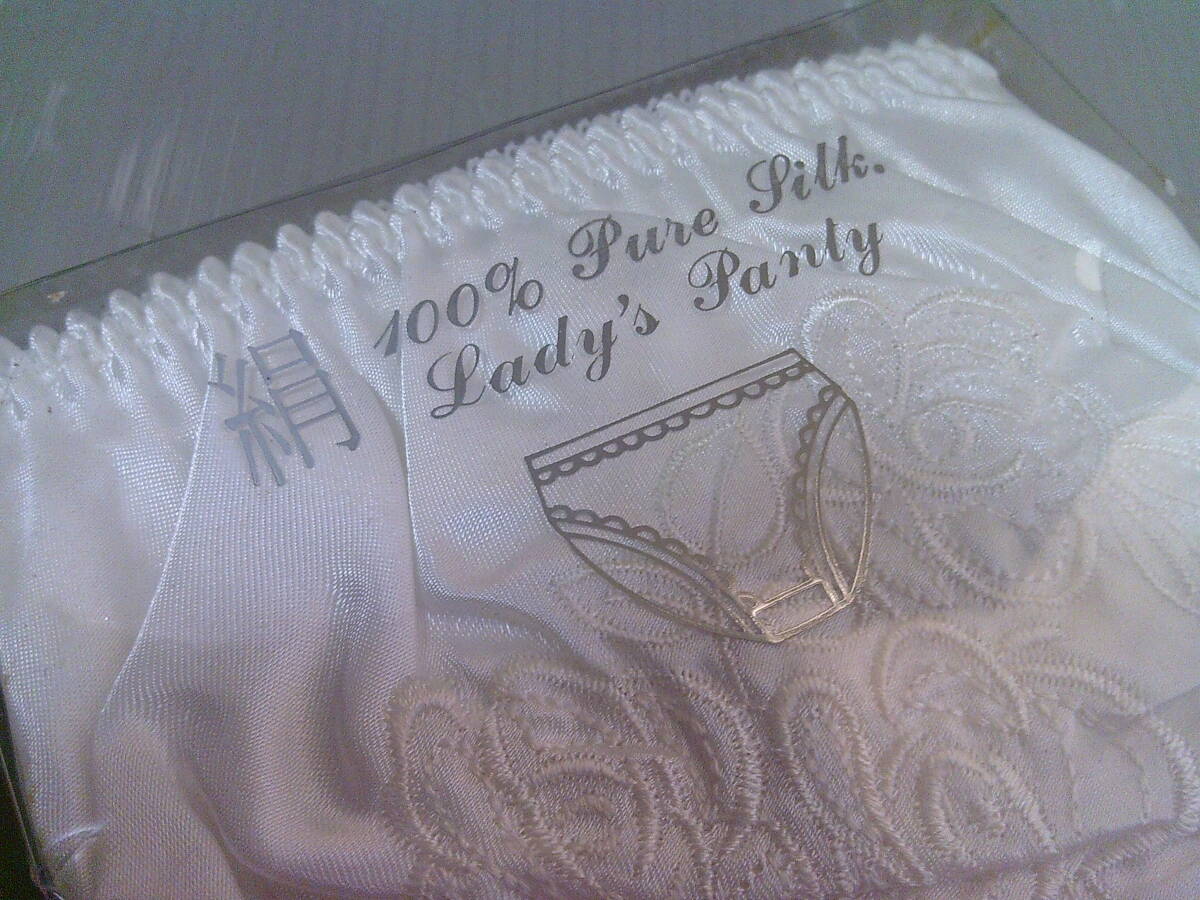 絹
100% Pure Silk.
Lady's Panty